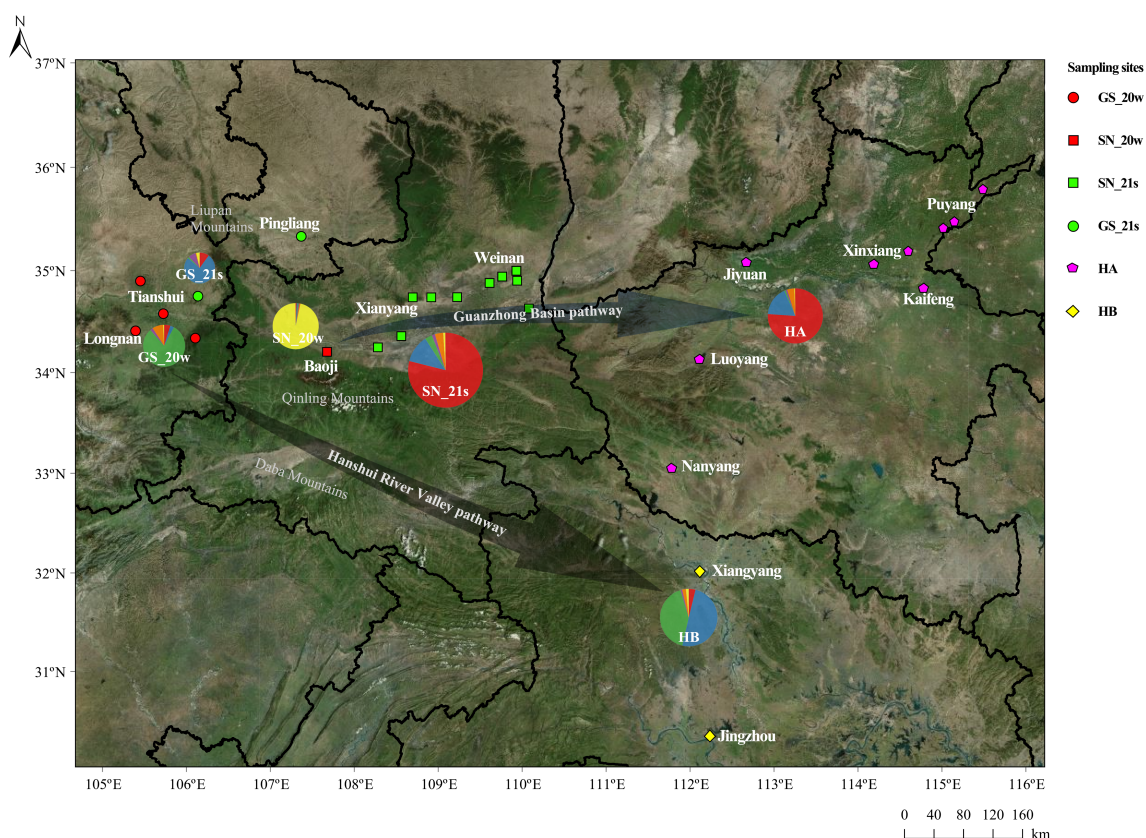 N
37°N
36°N
35°N
34°N
33°N
32°N
31°N
105°E
106°E
107°E
108°E
109°E
110°E
111°E
112°E
113°E
114°E
115°E
116°E
Sampling sites
GS_20w
SN_20w
SN_21s
GS_21s
HA
HB
Liupan
Mountains
Pingliang
GS_21s
Tianshui
Longnan
GS_20w
SN_20w
Baoji
Xianyang
Weinan
Guanzhong Basin pathway
SN_21s
Qinling Mountains
Daba Mountains
Hanshui River Valley pathway
Puyang
Xinxiang
Jiyuan
Kaifeng
HA
Luoyang
Nanyang
Xiangyang
HB
Jingzhou
0 40 80 120 160
km